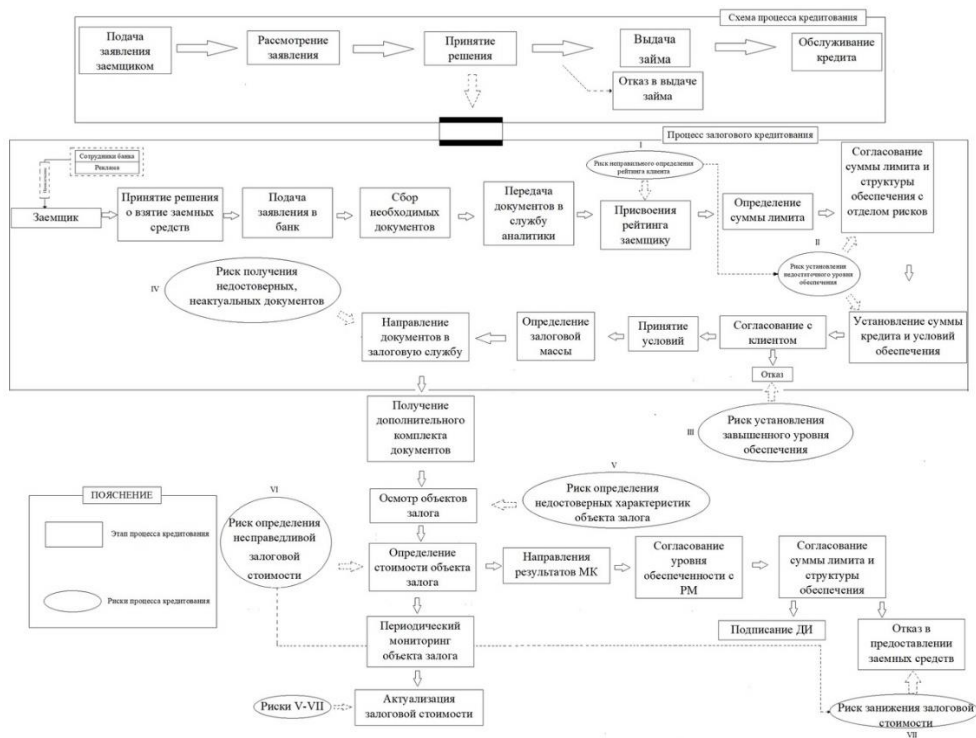 Схема процесса кредитования
Подача
заявления
заемщиком
Рассмотрение
заявления
Принятие
решения
Выдача
займа
Отказ в выдаче
займа
Обслуживание
кредита
Процесс залогового кредитования
Сотрудники банка
Реклама
Заемщик
Принятие решения
о взятие заемных
средств
Подача
заявления в
банк
Сбор
необходимых
документов
Передача
документов в
службу
аналитики
I
Риск неправильного определения
рейтинга клиента
Присвоения
рейтинга
заемщику
Определение
суммы лимита
Согласование
суммы лимита и
структуры
обеспечения с
отделом рисков
II
Риск установления
недостаточного уровня
обеспечения
IV
Риск получения
недостоверных,
неактуальных документов
Направление
документов в
залоговую службу
Определение
залоговой
массы
Принятие
условий
Согласование с
клиентом
Установление суммы
кредита и условий
обеспечения
Отказ
III
Риск установления
завышенного уровня
обеспечения
Получение
дополнительного
комплекта
документов
V
Риск определения
недостоверных характеристик
объекта залога
Осмотр объектов
залога
VI
Риск определения
несправедливой
залоговой
стоимости
ПОЯСНЕНИЕ
Этап процесса кредитования
Риски процесса кредитования
Определение
стоимости объекта
залога
Направления
результатов МК
Согласование
уровня
обеспеченности с
РМ
Согласование
суммы лимита и
структуры
обеспечения
Подписание ДИ
Отказ в
предоставлении
заемных средств
Периодический
мониторинг
объекта залога
Риски V-VII
Актуализация
залоговой стоимости
Риск занижения залоговой
стоимости
VII